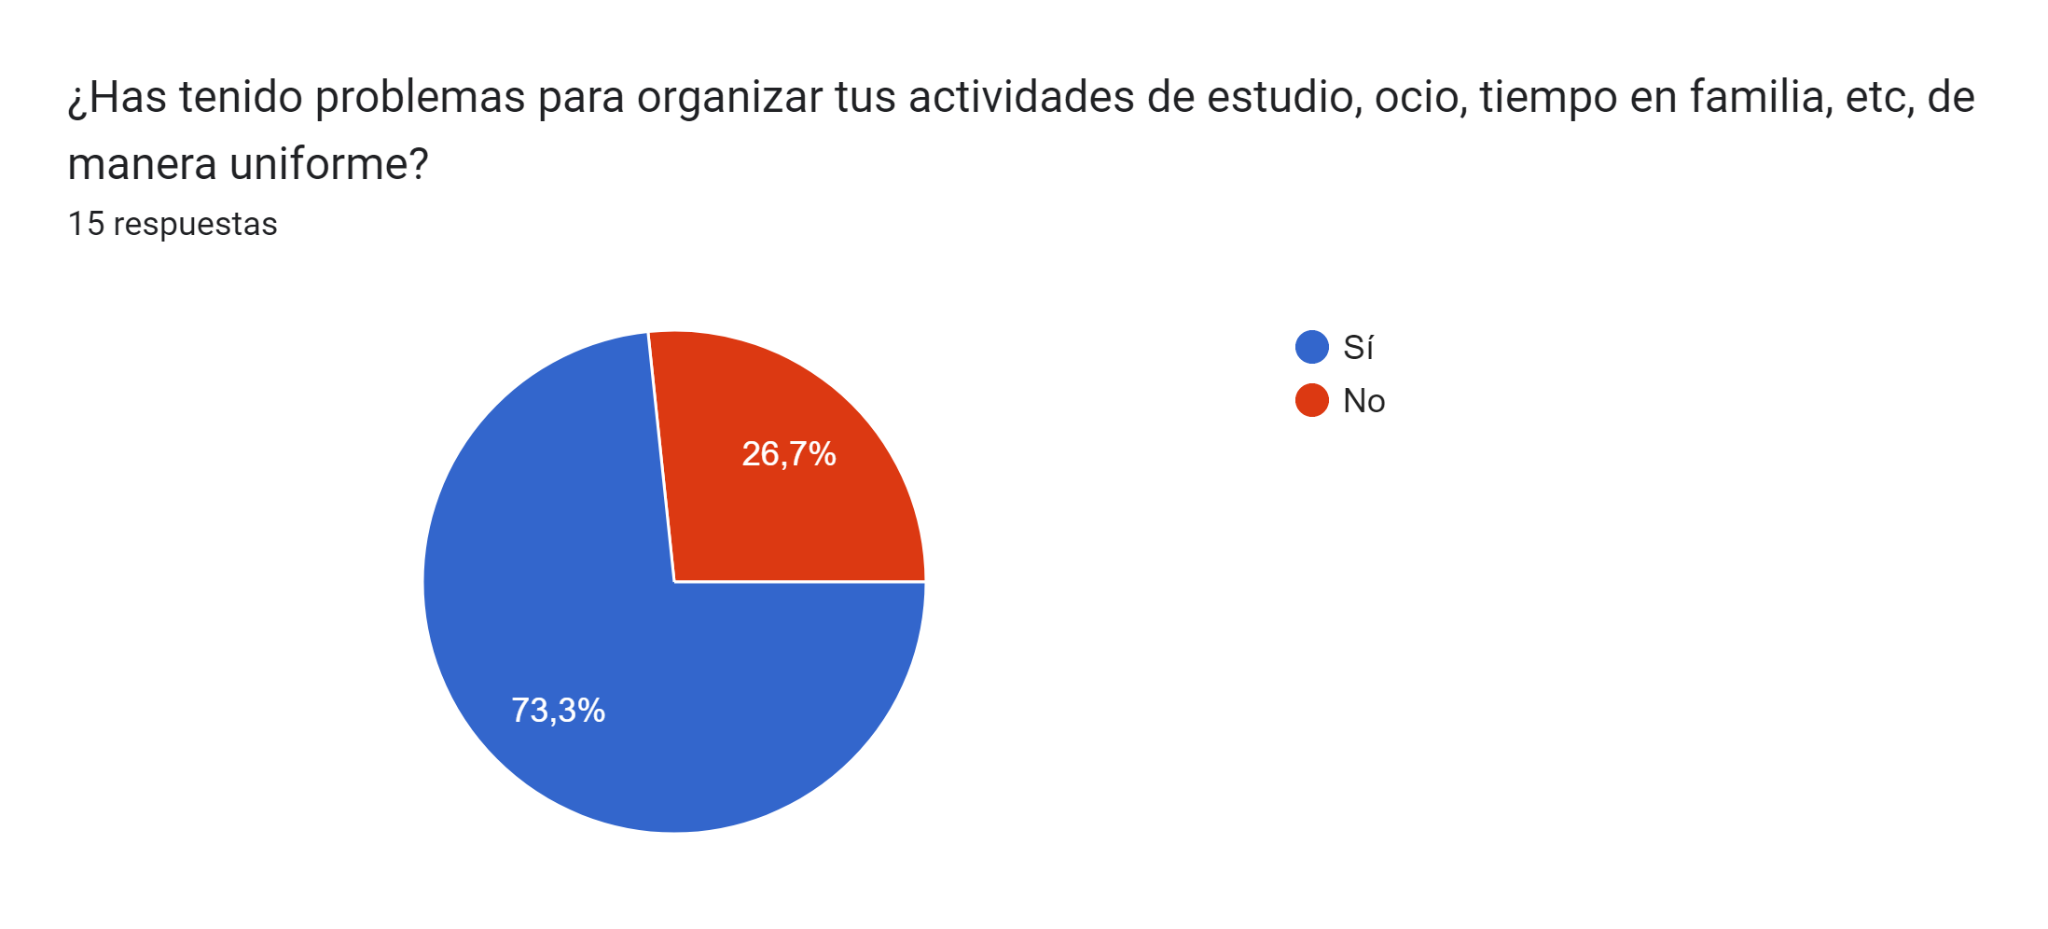 ¿Has tenido problemas para organizar tus actividades de estudio, ocio, tiempo en familia, etc, de
manera uniforme?
15 respuestas
Sí
No
26,7%
73,3%